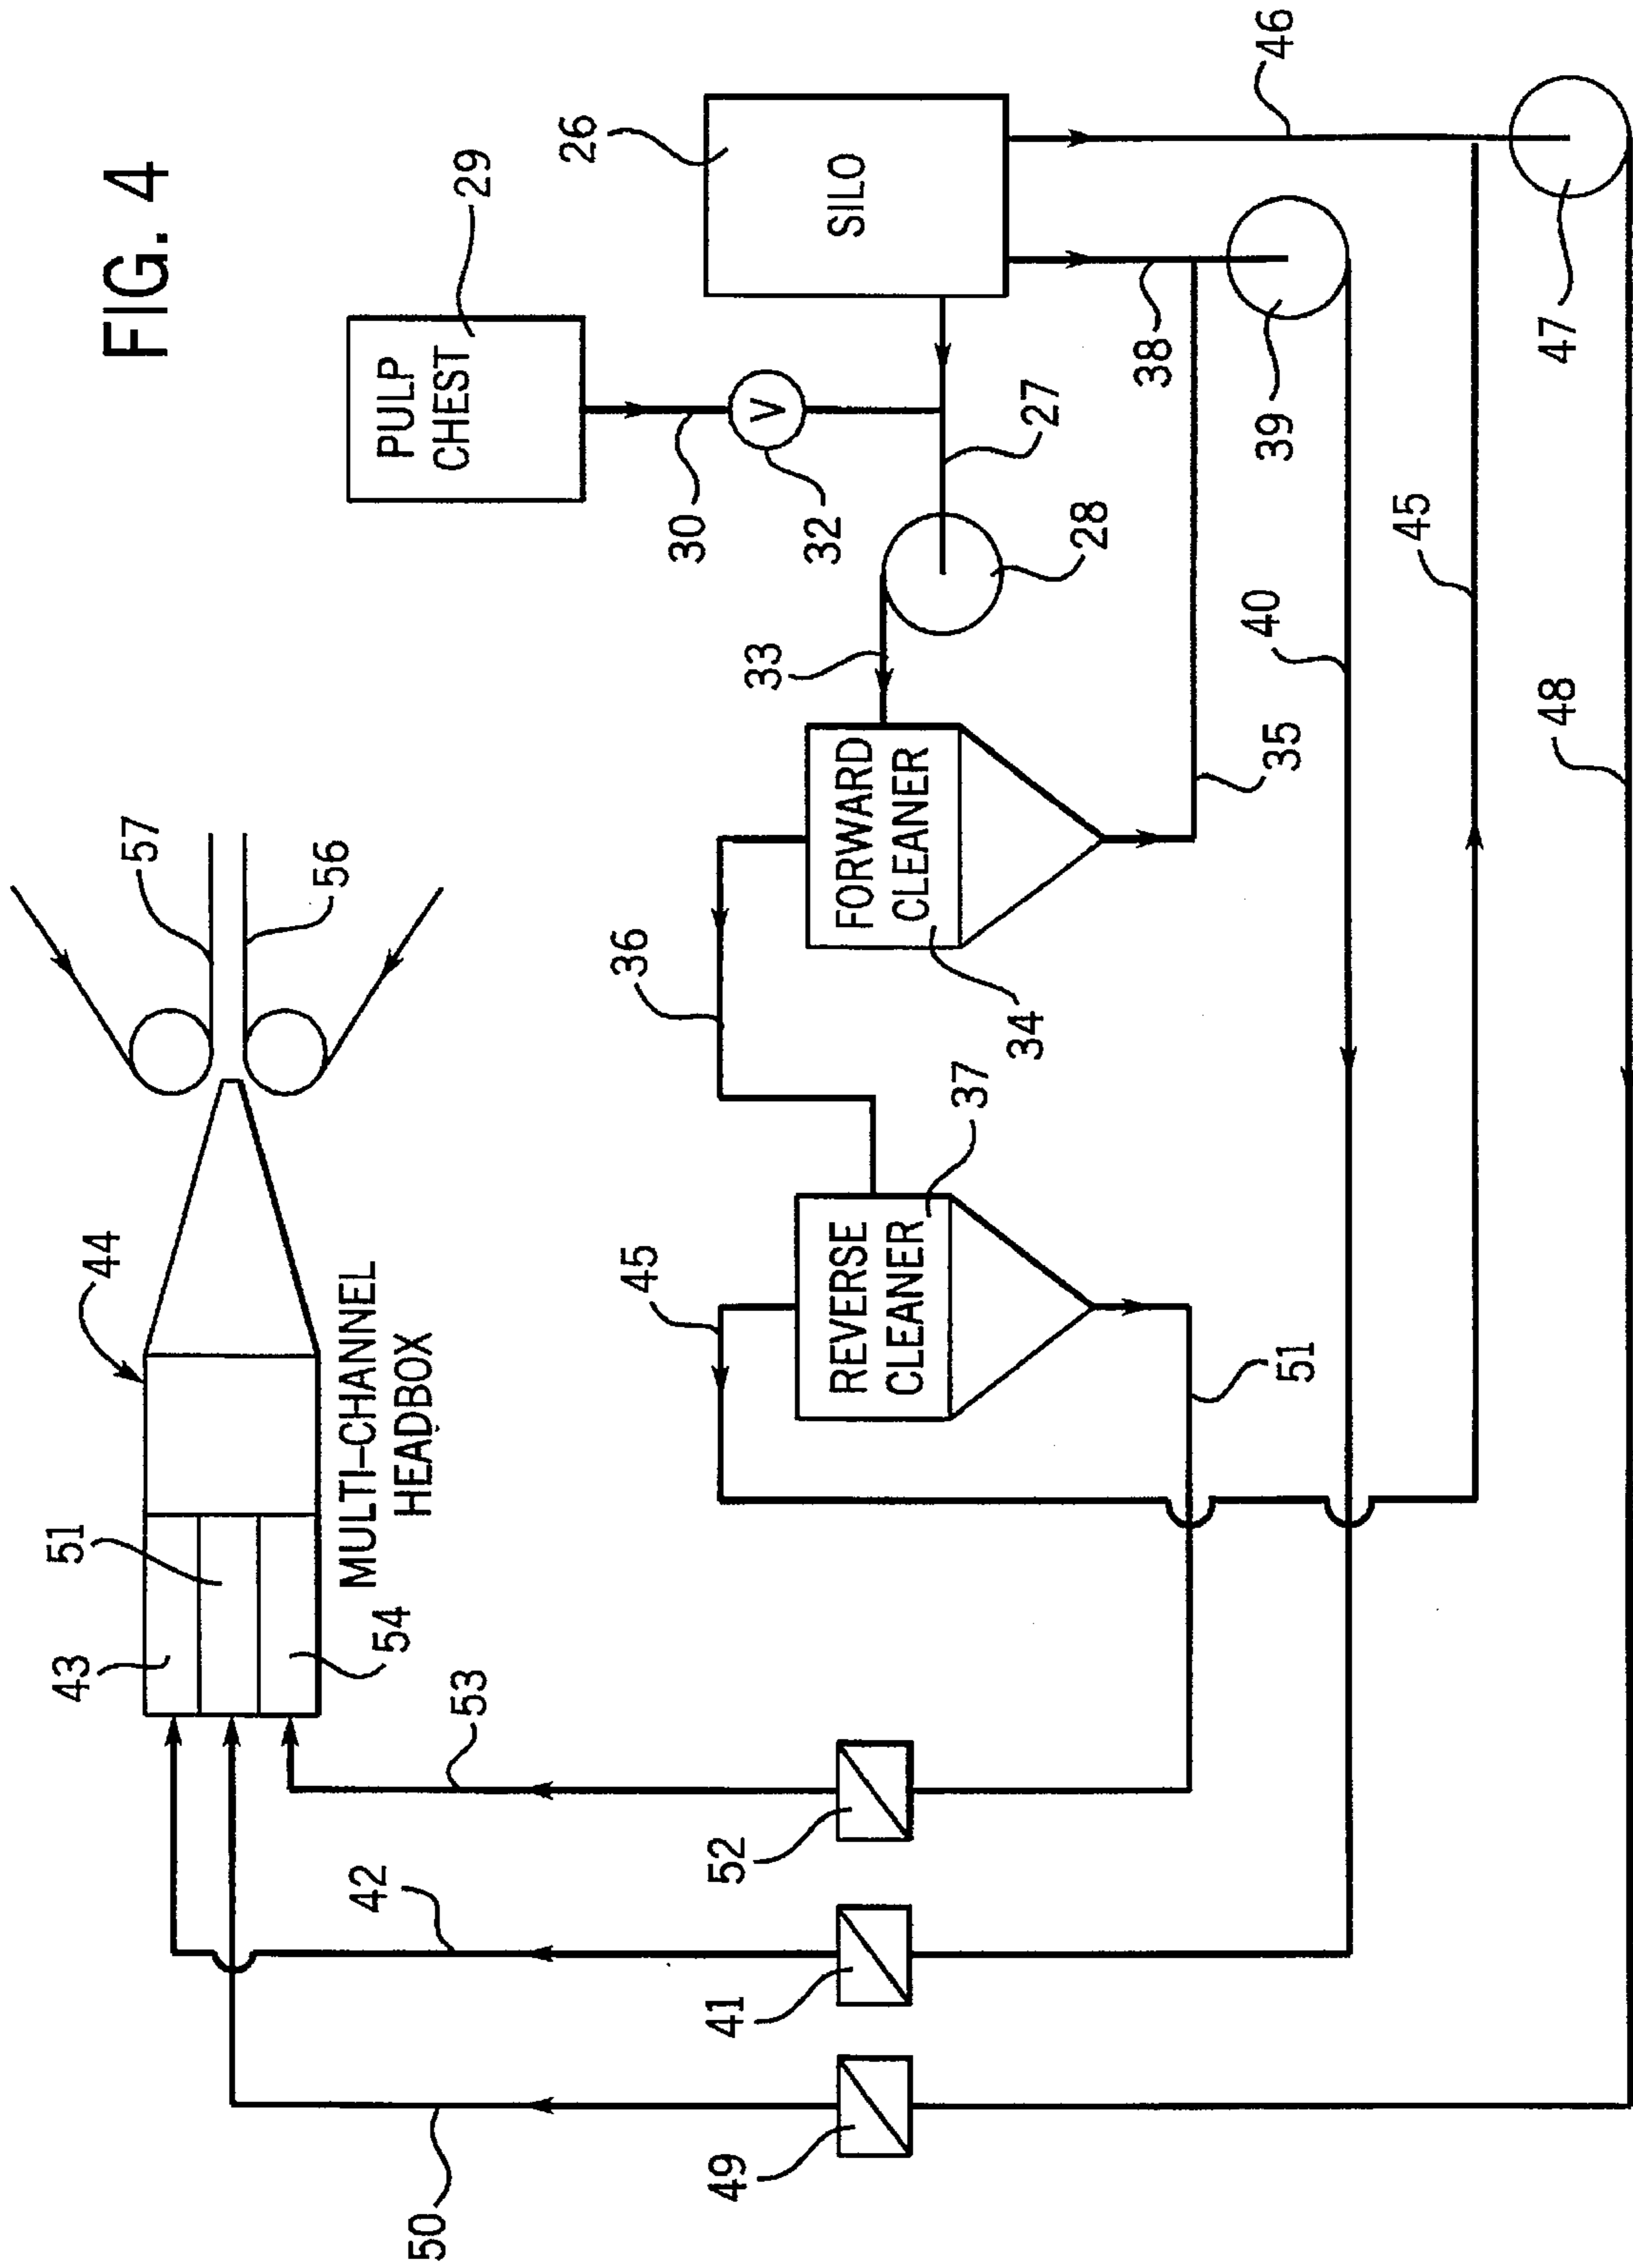 FIG. 4
57
56
44
MULTI-CHANNEL
HEADBOX
51
43
54
PULP
CHEST
29
26
SILO
30
V
32
27
28
33
FORWARD
CLEANER
34
36
35
38
39
46
47
REVERSE
CLEANER
37
45
51
40
45
48
53
52
42
41
50
49